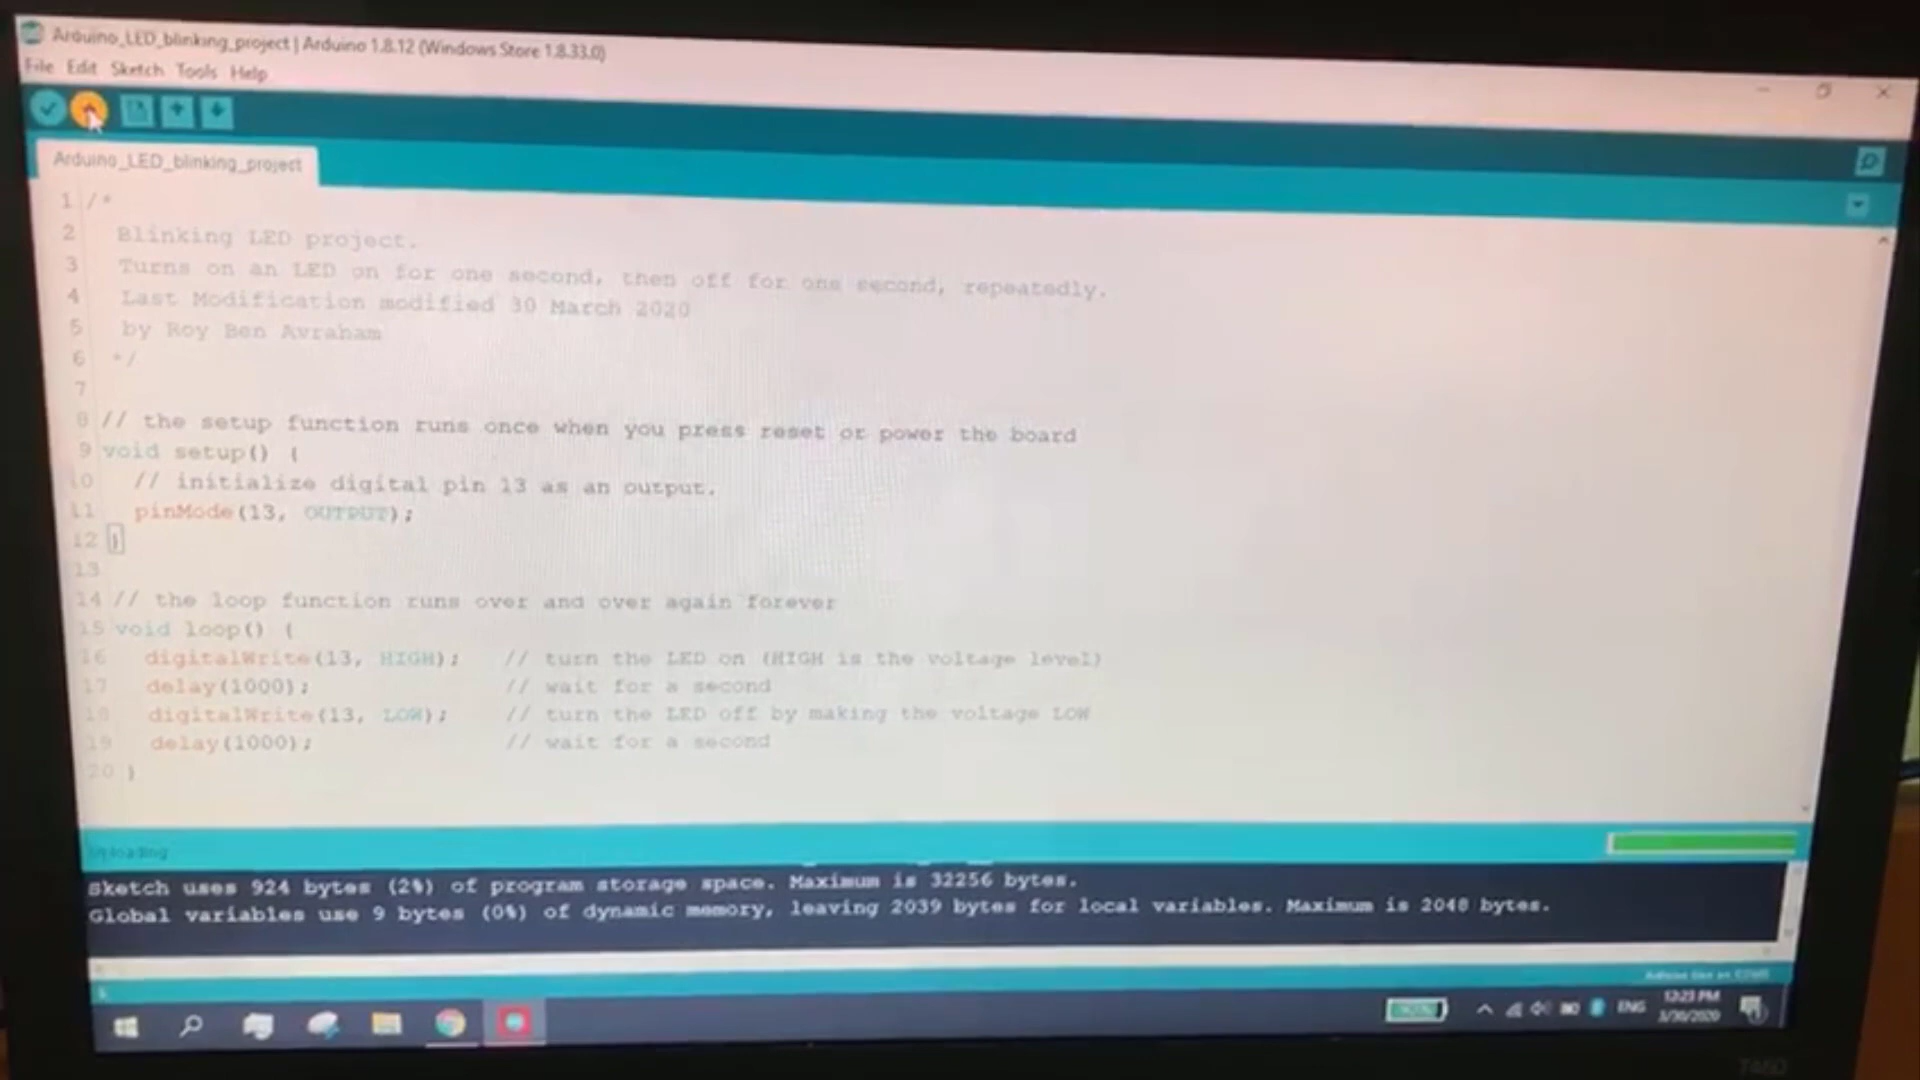 Arduino_LED_blinking_project | Arduino 1.8.12 (Windows Store 1.8.33.0)
File Edit Sketch Tools Help
Arduino_LED_blinking_project
1 /*
2 Blinking LED project.
3 Turns on an LED on for one second, then off for one second, repeatedly.
4 Last Modification modified 30 March 2020
5 by Roy Ben Avraham
6 */
7
8 // the setup function runs once when you press reset or power the board
9 void setup() {
10 // initialize digital pin 13 as an output.
11 pinMode(13, OUTPUT);
12 }
13
14 // the loop function runs over and over again forever
15 void loop() {
16 digitalWrite(13, HIGH); // turn the LED on (HIGH is the voltage level)
17 delay(1000); // wait for a second
18 digitalWrite(13, LOW); // turn the LED off by making the voltage LOW
19 delay(1000); // wait for a second
20 }
Uploading
Sketch uses 924 bytes (2%) of program storage space. Maximum is 32256 bytes.
Global variables use 9 bytes (0%) of dynamic memory, leaving 2039 bytes for local variables. Maximum is 2048 bytes.
ENG
12:23 PM
3/30/2020